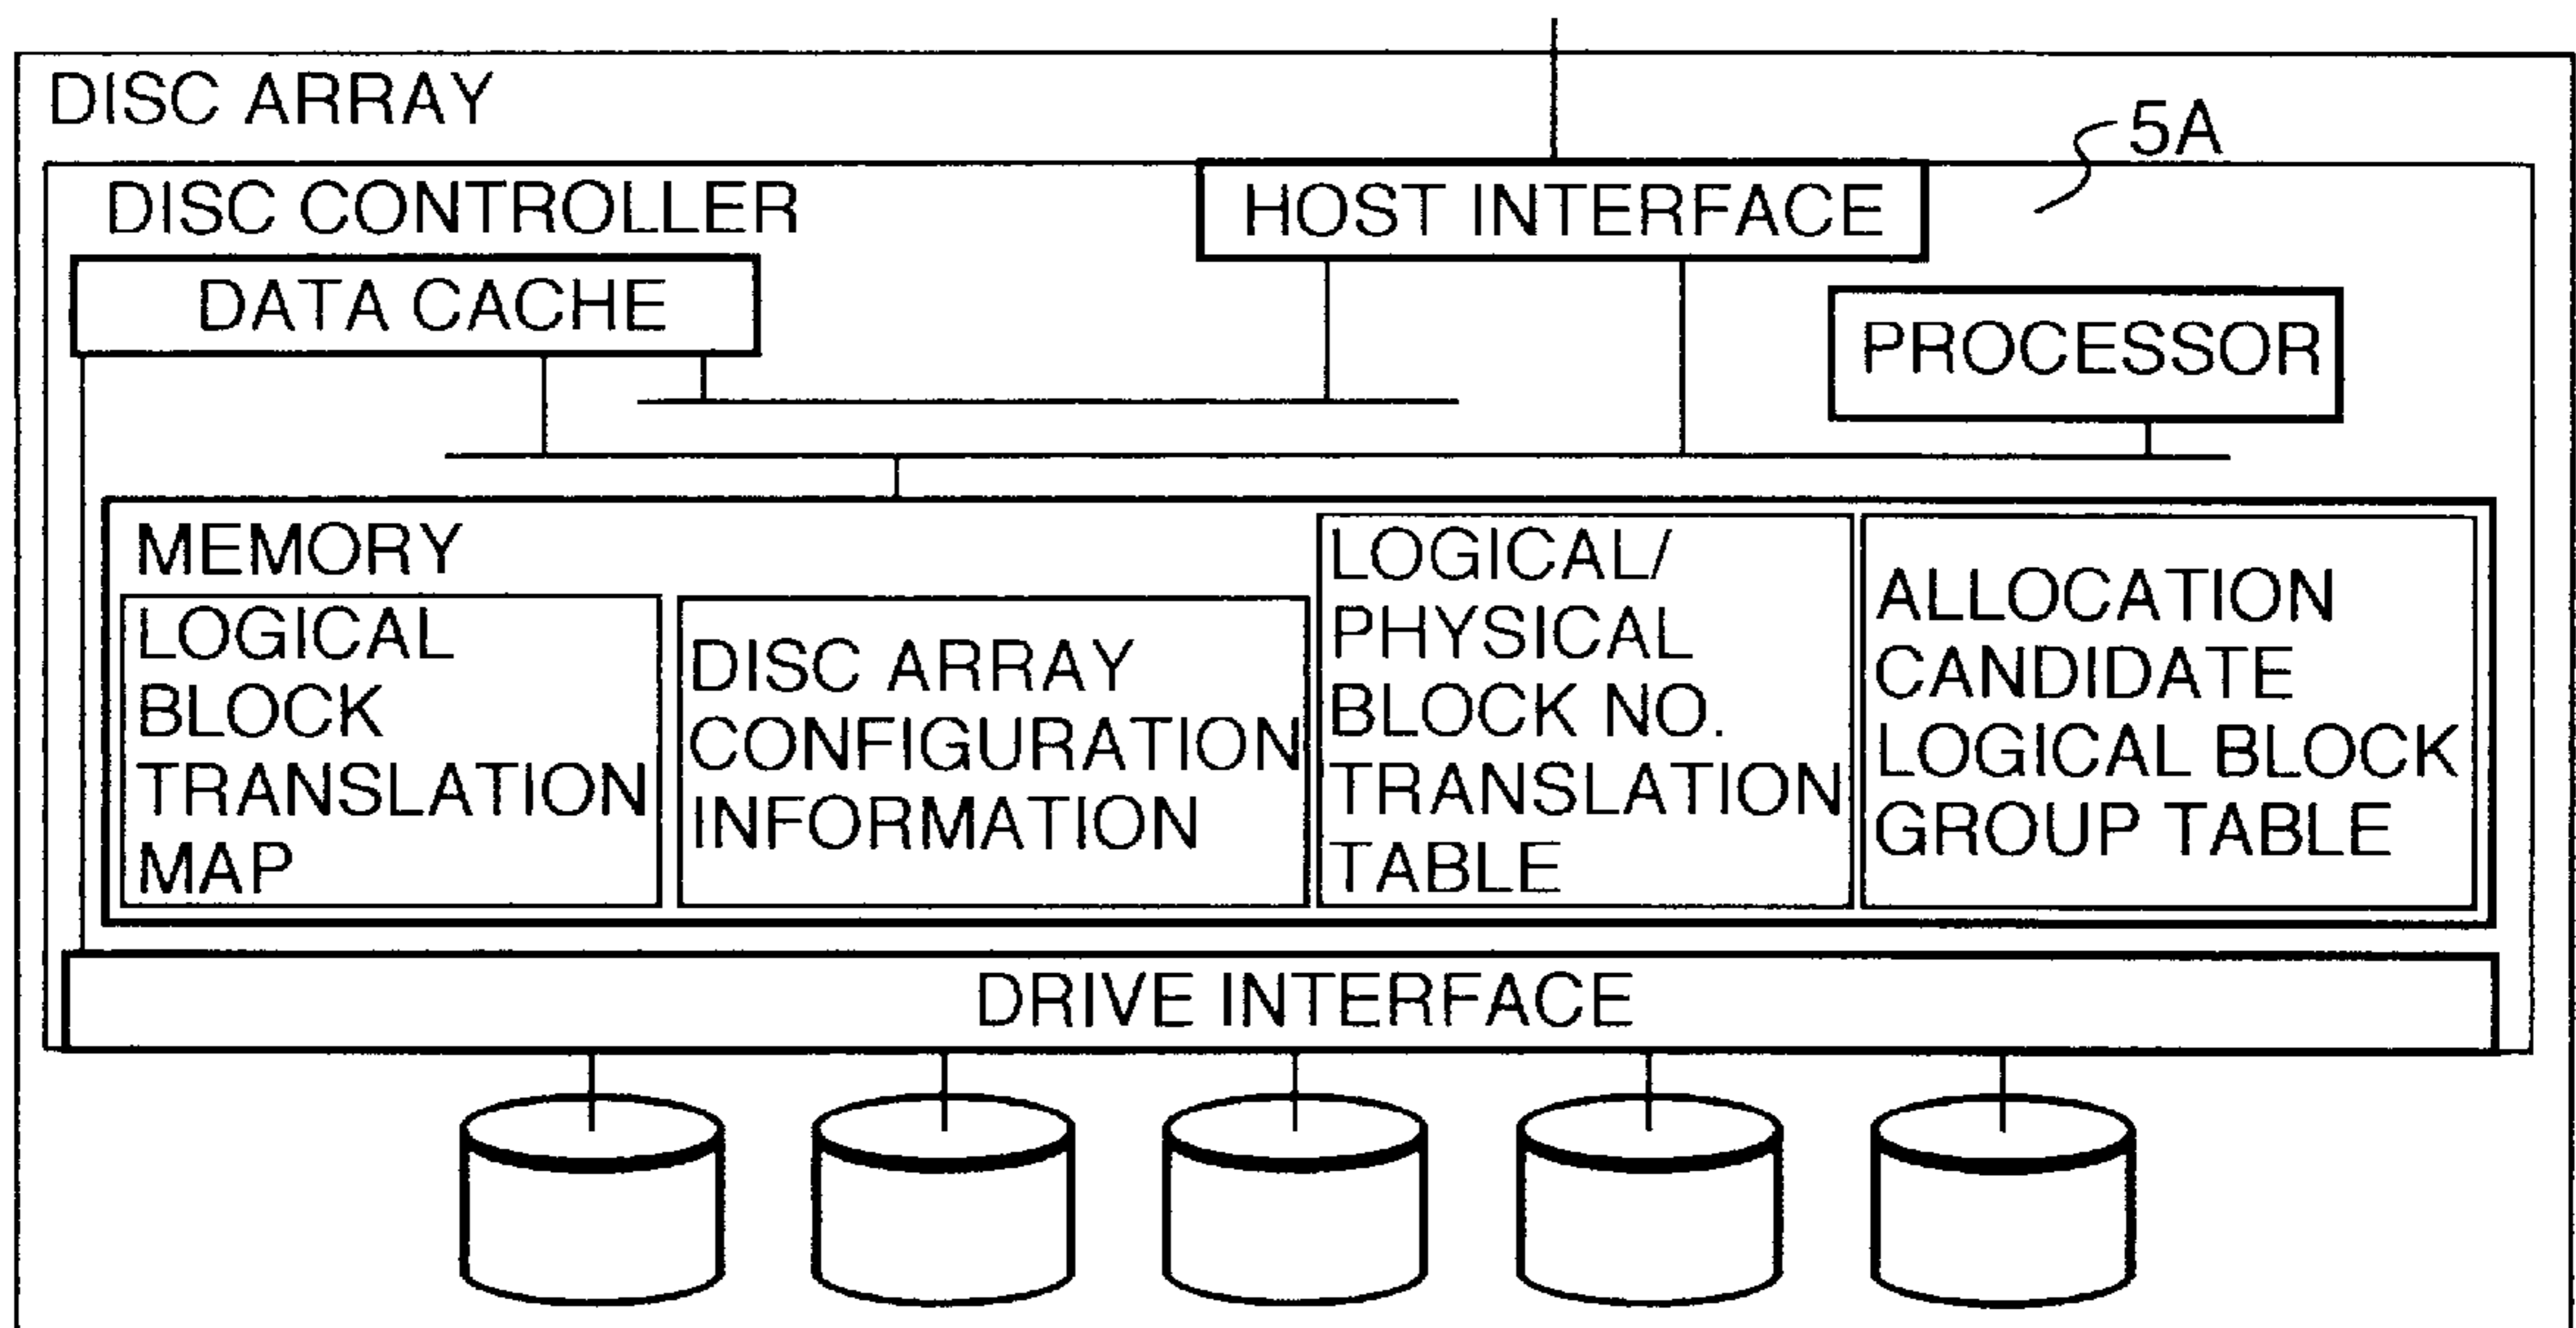 DISC ARRAY
5A
DISC CONTROLLER
HOST INTERFACE
DATA CACHE
PROCESSOR
MEMORY
LOGICAL
BLOCK
TRANSLATION
MAP
DISC ARRAY
CONFIGURATION
INFORMATION
LOGICAL/
PHYSICAL
BLOCK NO.
TRANSLATION
TABLE
ALLOCATION
CANDIDATE
LOGICAL BLOCK
GROUP TABLE
DRIVE INTERFACE